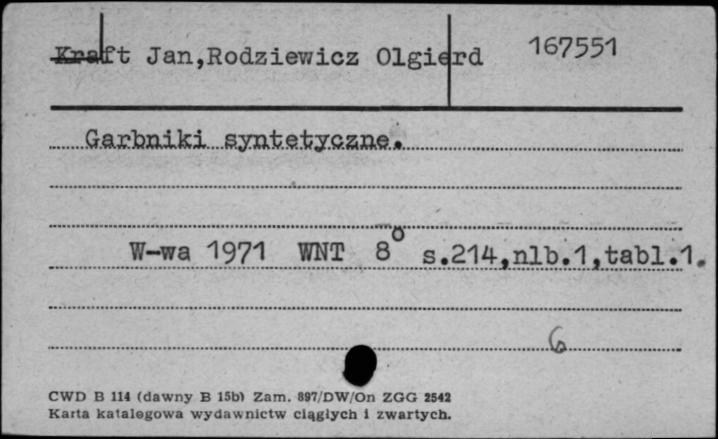 Kraft Jan,Rodziewicz Olgierd 167551
Garbniki syntetyczne.
W-wa 1971 WNT 8° s.214,nlb.1,tabl.1.
6
CWD B 114 (dawny B 15b) Zam. 897/DW/On ZGG 2542
Karta katalogowa wydawnictw ciągłych i zwartych.